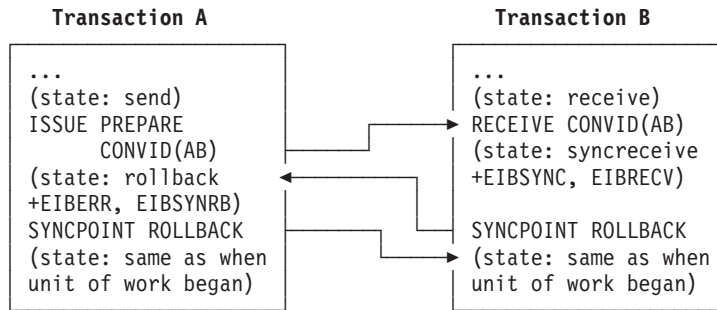 Transaction A
Transaction B
...
(state: send)
ISSUE PREPARE
CONVID(AB)
(state: rollback
+EIBERR, EIBSYNRB)
SYNCPOINT ROLLBACK
(state: same as when
unit of work began)
...
(state: receive)
RECEIVE CONVID(AB)
(state: syncreceive
+EIBSYNC, EIBRECV)
SYNCPOINT ROLLBACK
(state: same as when
unit of work began)